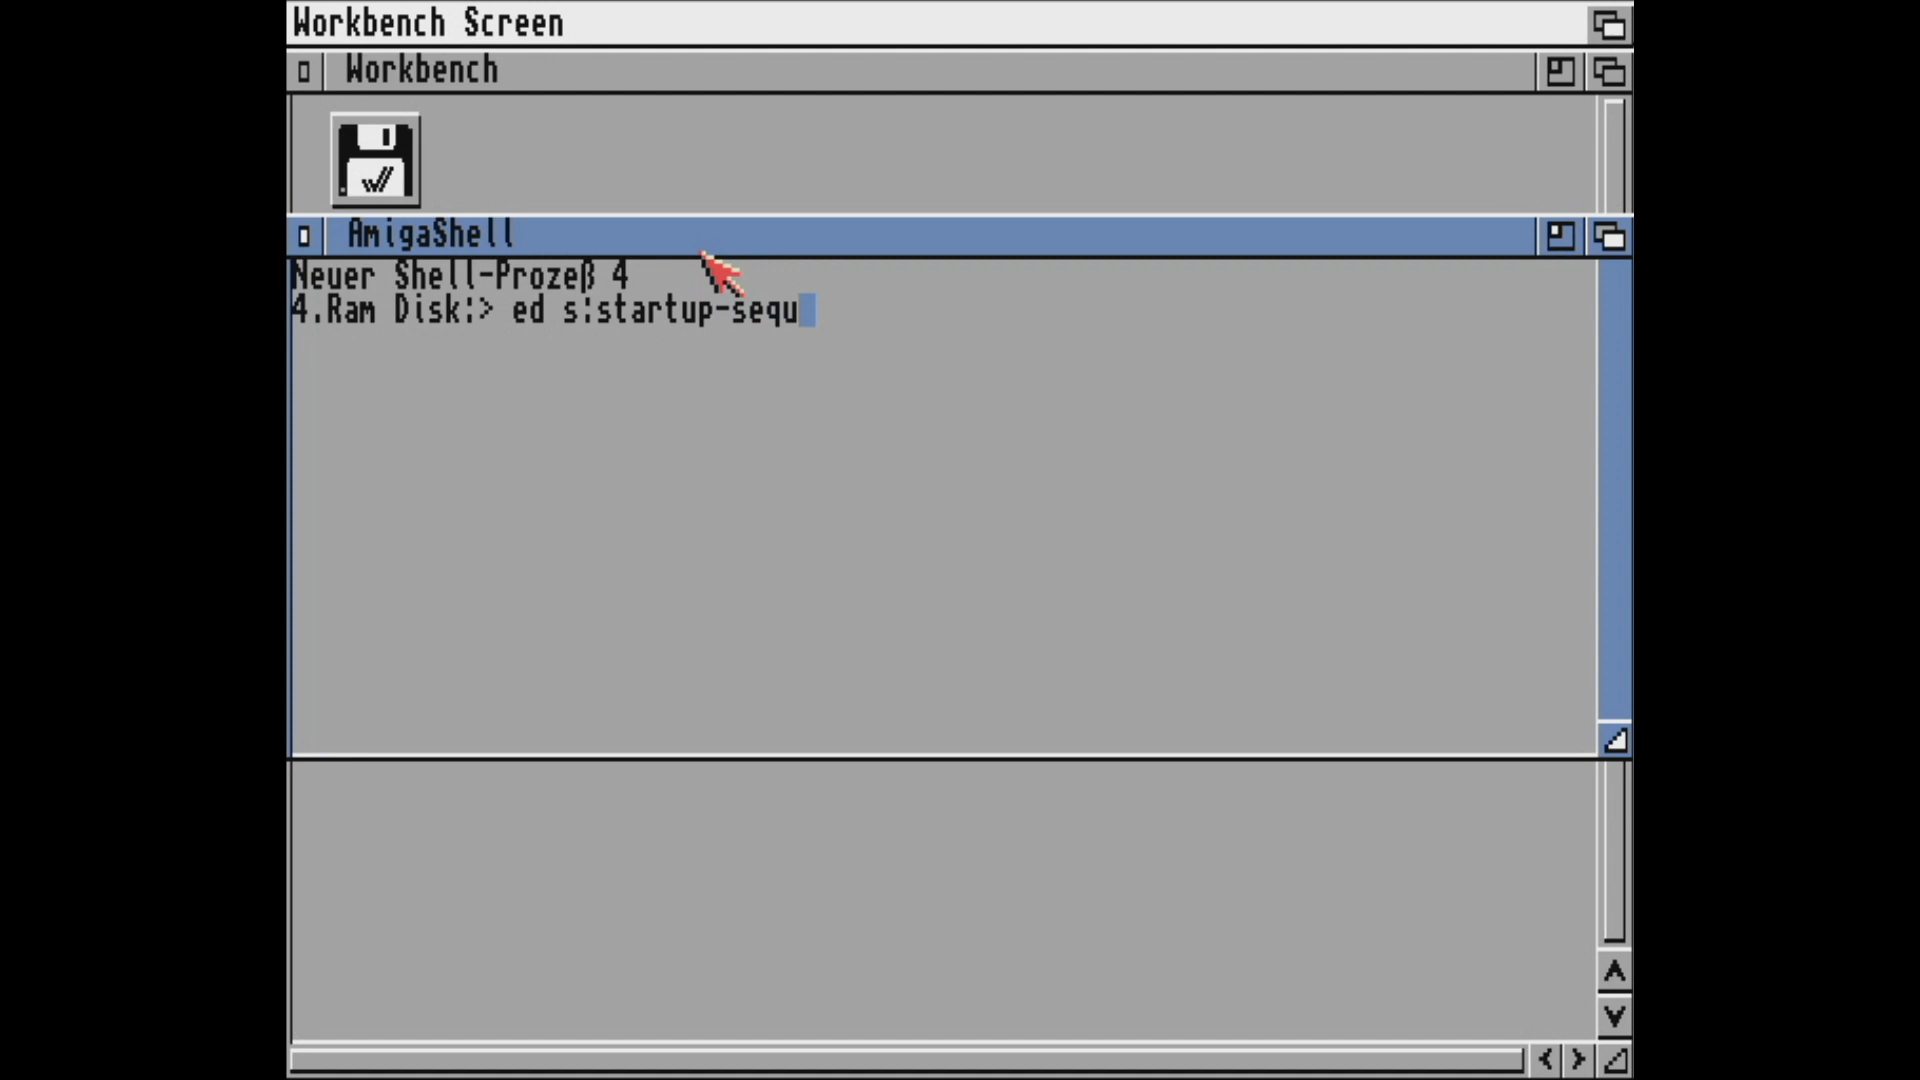 Workbench Screen
Workbench
AmigaShell
Neuer Shell-Prozeß 4
4.Ram Disk:> ed s:startup-sequ